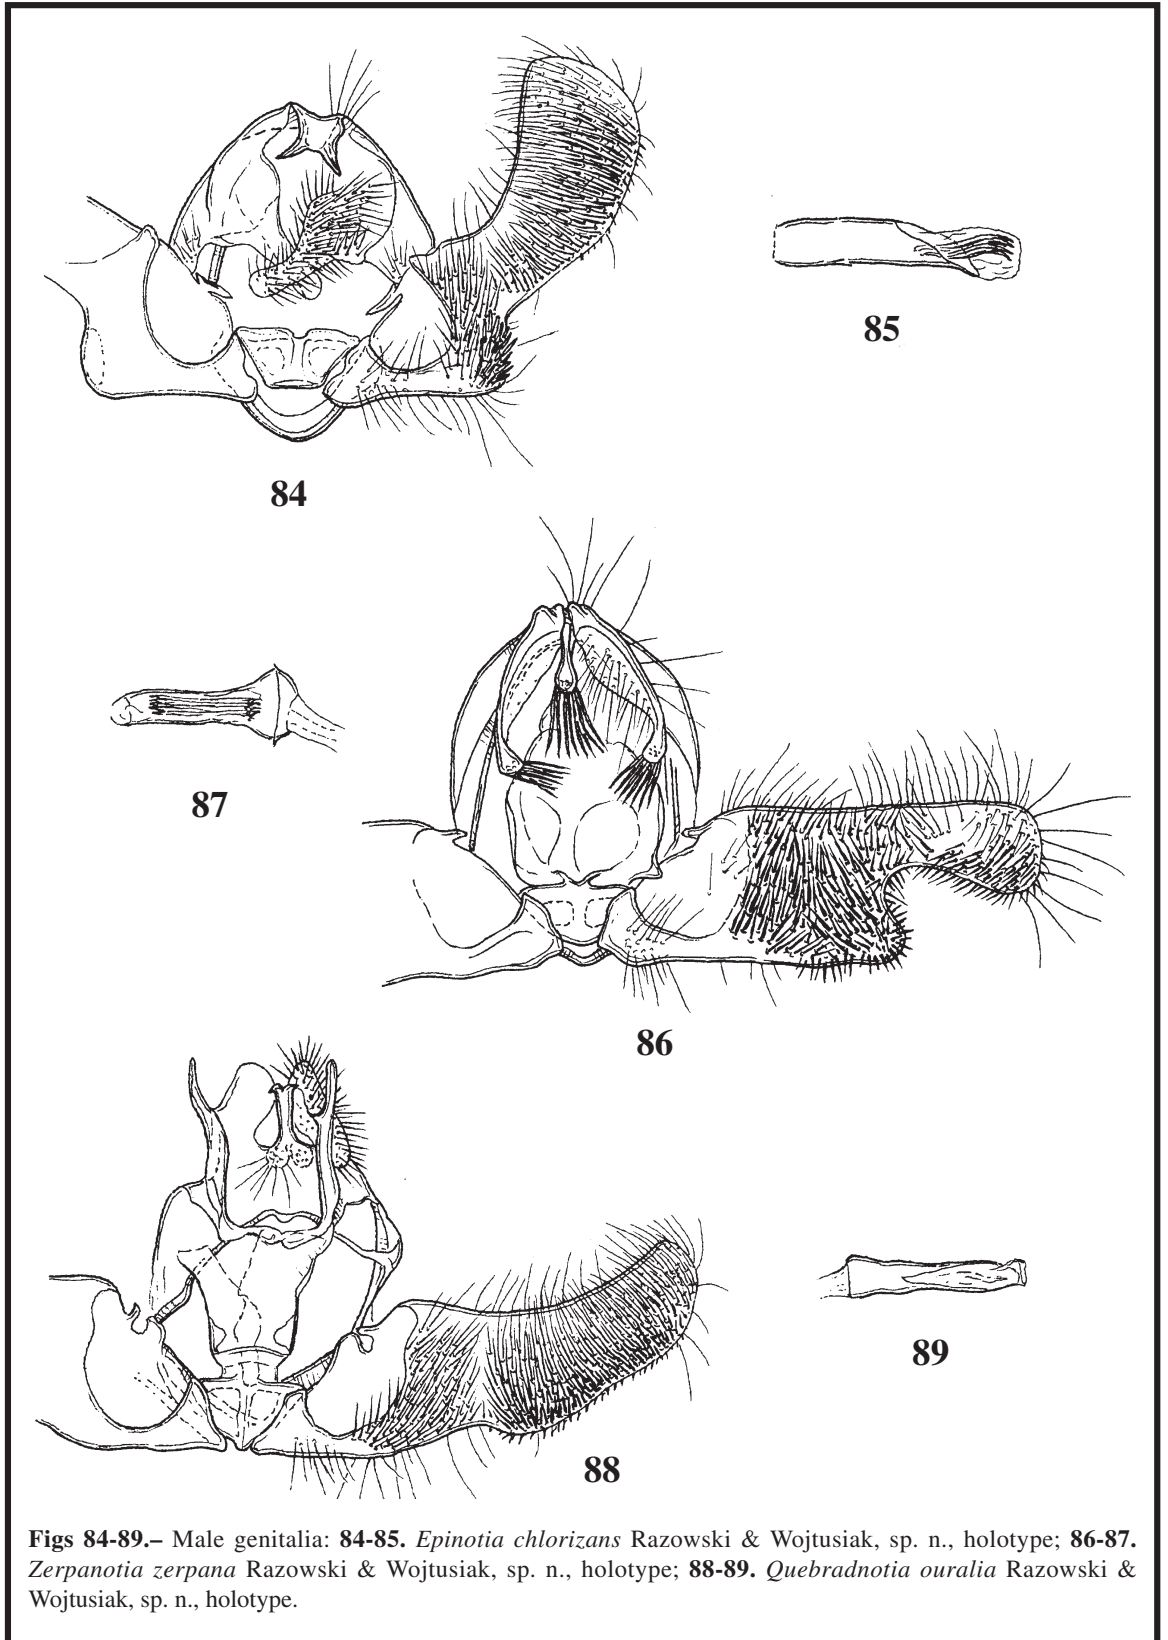 84
85
87
86
88
89
Figs 84-89.– Male genitalia: 84-85. Epinotia chlorizans Razowski & Wojtusiak, sp. n., holotype; 86-87.
Zerpanotia zerpana Razowski & Wojtusiak, sp. n., holotype; 88-89. Quebradnotia ouralia Razowski &
Wojtusiak, sp. n., holotype.